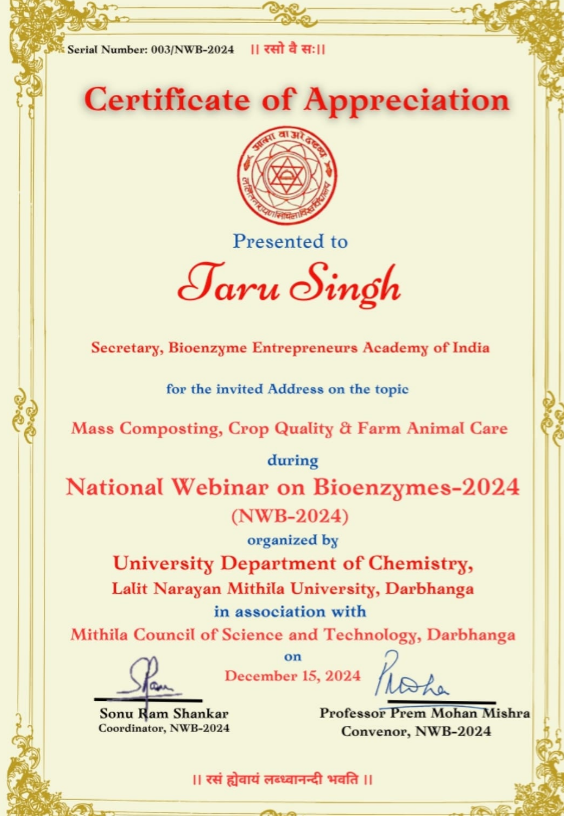 Serial Number: 003/NWB-2024 || रसो वै सः||
Certificate of Appreciation
Presented to
Taru Singh
Secretary, Bioenzyme Entrepreneurs Academy of India
for the invited Address on the topic
Mass Composting, Crop Quality & Farm Animal Care
during
National Webinar on Bioenzymes-2024
(NWB-2024)
organized by
University Department of Chemistry,
Lalit Narayan Mithila University, Darbhanga
in association with
Mithila Council of Science and Technology, Darbhanga
on
December 15, 2024
Sonu Ram Shankar
Coordinator, NWB-2024
Professor Prem Mohan Mishra
Convenor, NWB-2024
|| रसं ह्येवायं लब्ध्वानन्दी भवति ||